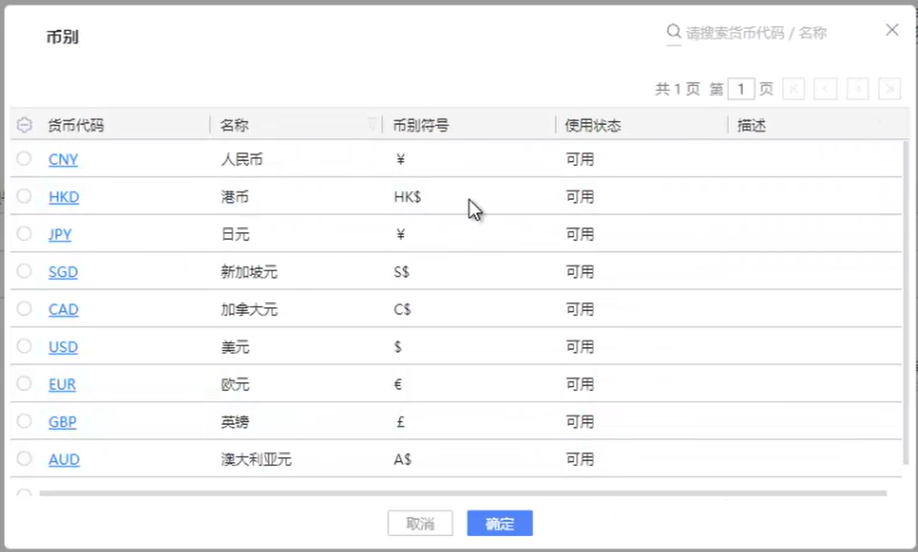 币别
请搜索货币代码 / 名称
共 1 页 第 1 页
货币代码 名称 币别符号 使用状态 描述
CNY 人民币 ¥ 可用
HKD 港币 HK$ 可用
JPY 日元 ¥ 可用
SGD 新加坡元 S$ 可用
CAD 加拿大元 C$ 可用
USD 美元 $ 可用
EUR 欧元 € 可用
GBP 英镑 £ 可用
AUD 澳大利亚元 A$ 可用
取消 确定